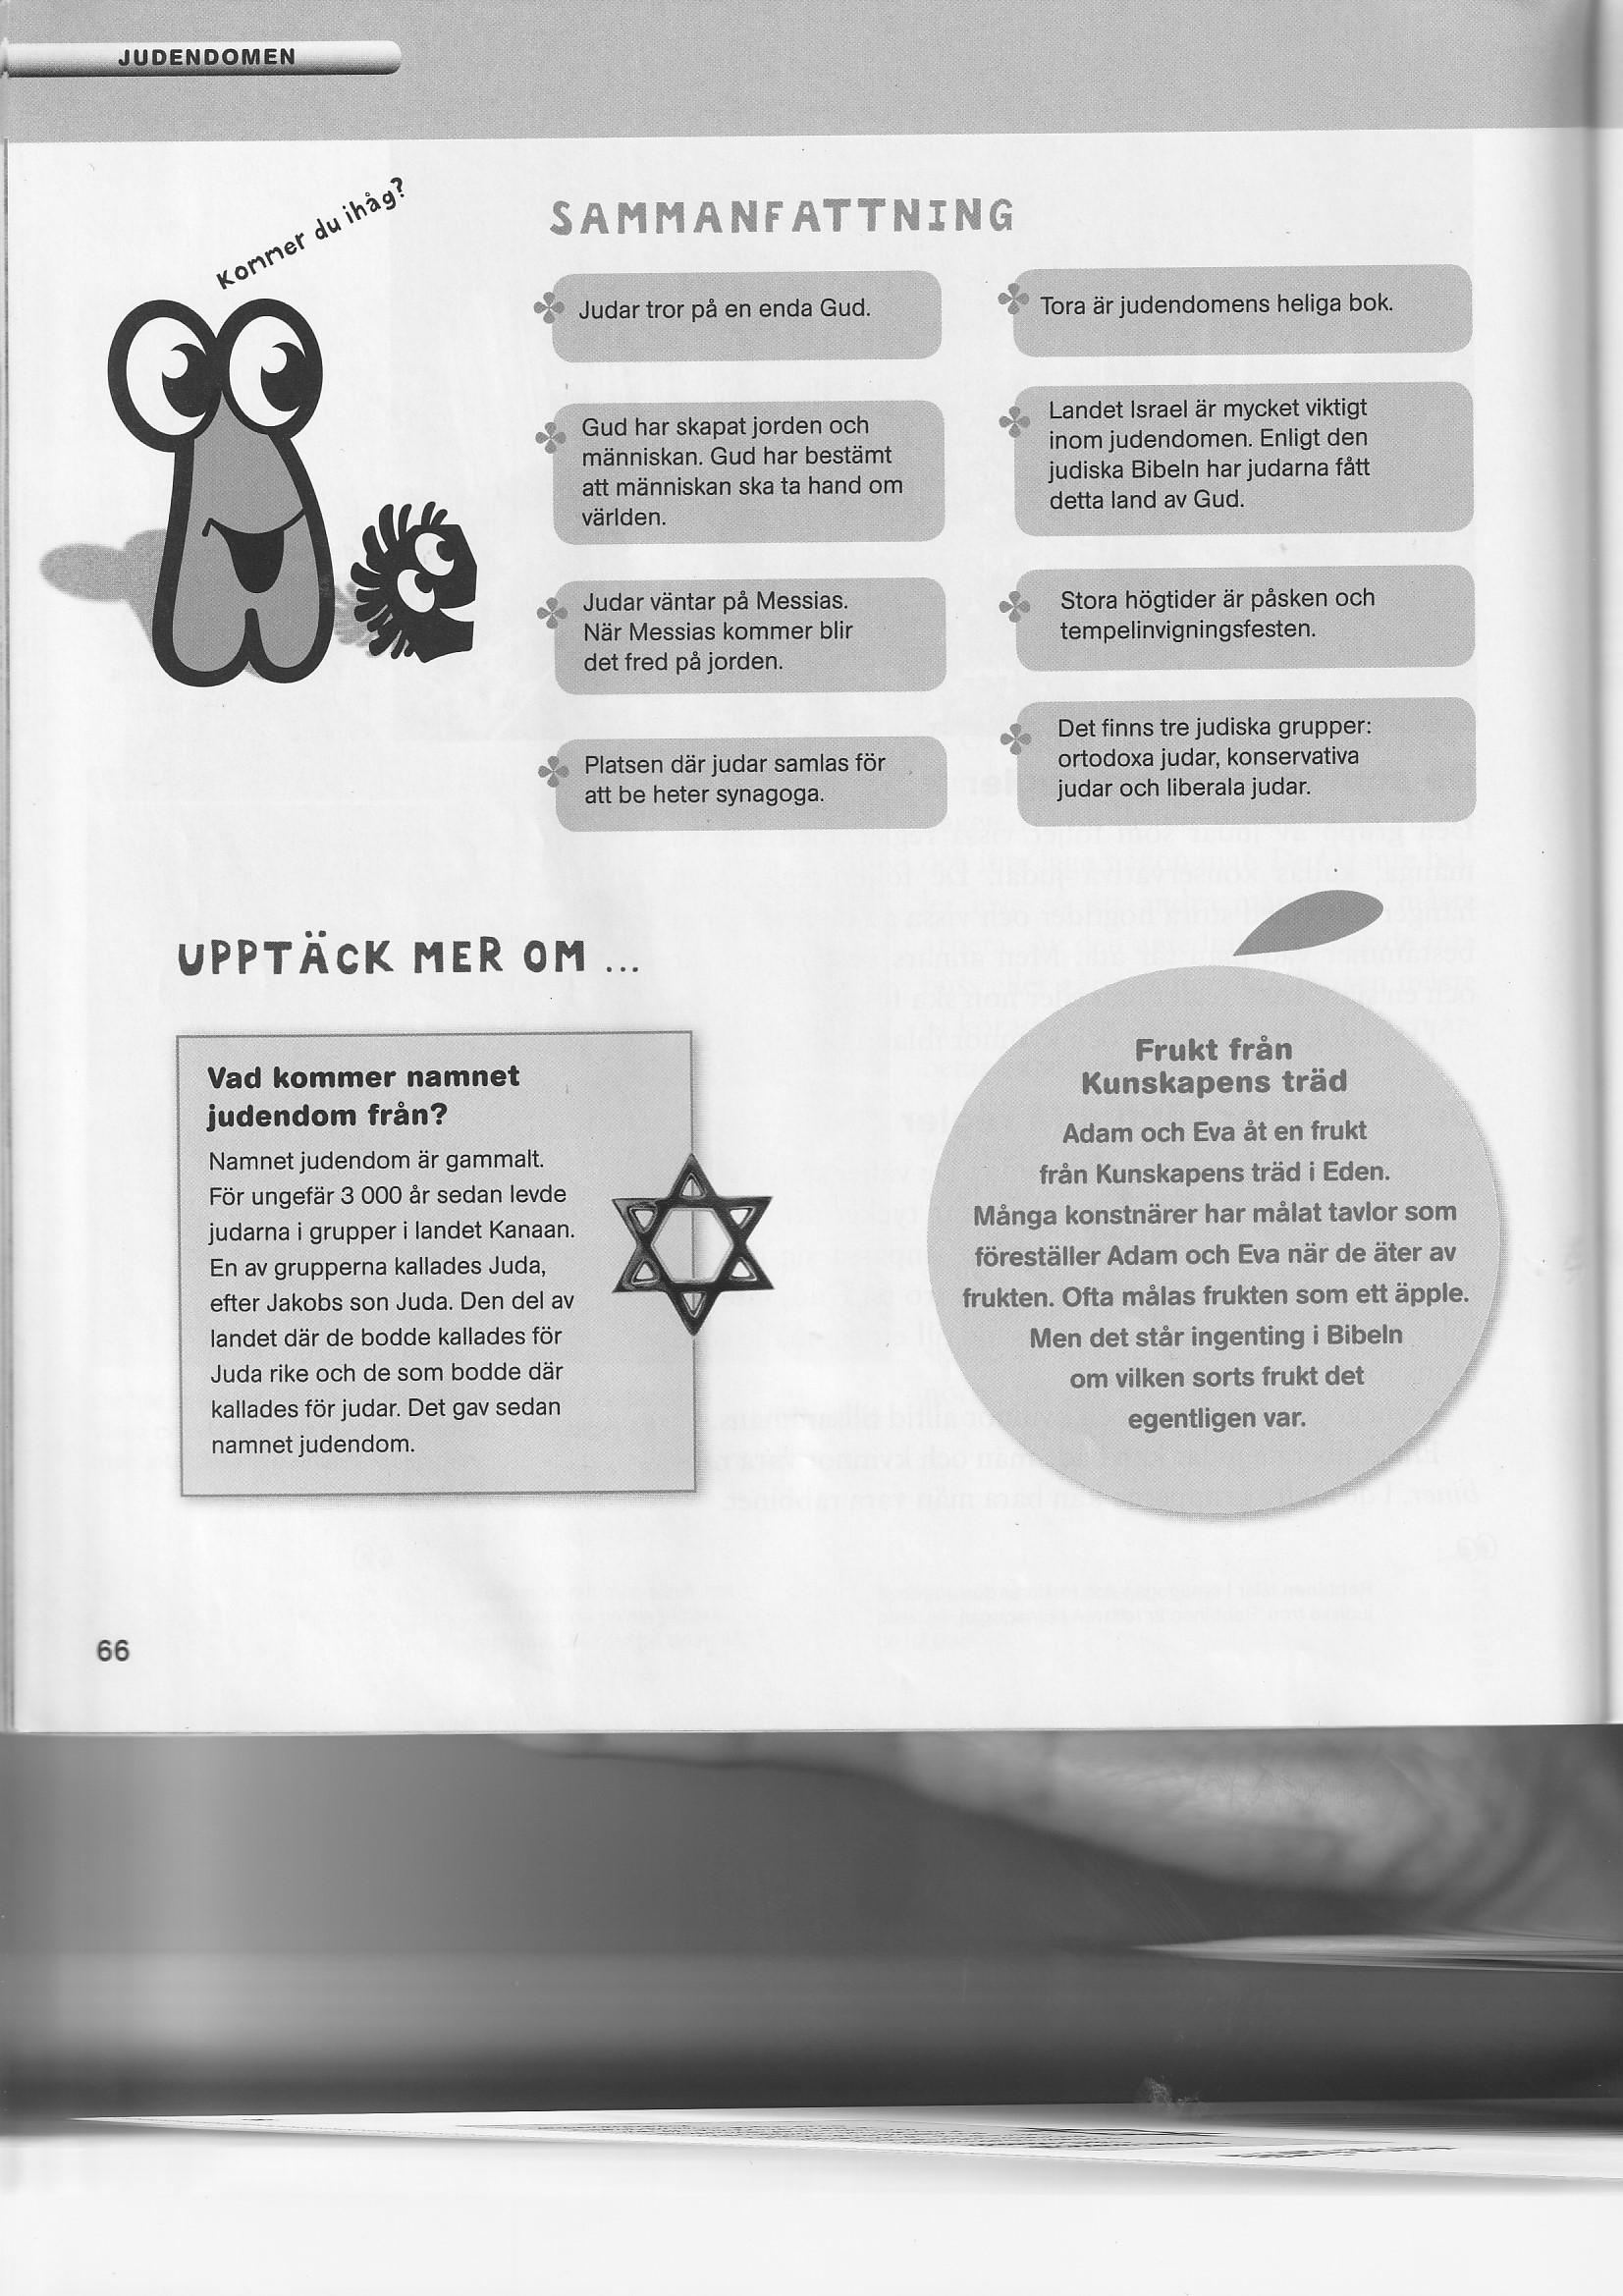 JUDENDOMEN
Kommer du ihåg?
SAMMANFATTNING
Judar tror på en enda Gud.
Gud har skapat jorden och
människan. Gud har bestämt
att människan ska ta hand om
världen.
Judar väntar på Messias.
När Messias kommer blir
det fred på jorden.
Platsen där judar samlas för
att be heter synagoga.
Tora är judendomens heliga bok.
Landet Israel är mycket viktigt
inom judendomen. Enligt den
judiska Bibeln har judarna fått
detta land av Gud.
Stora högtider är påsken och
tempelinvigningsfesten.
Det finns tre judiska grupper:
ortodoxa judar, konservativa
judar och liberala judar.
UPPTÄCK MER OM ...
Vad kommer namnet
judendom från?
Namnet judendom är gammalt.
För ungefär 3 000 år sedan levde
judarna i grupper i landet Kanaan.
En av grupperna kallades Juda,
efter Jakobs son Juda. Den del av
landet där de bodde kallades för
Juda rike och de som bodde där
kallades för judar. Det gav sedan
namnet judendom.
Frukt från
Kunskapens träd
Adam och Eva åt en frukt
från Kunskapens träd i Eden.
Många konstnärer har målat tavlor som
föreställer Adam och Eva när de äter av
frukten. Ofta målas frukten som ett äpple.
Men det står ingenting i Bibeln
om vilken sorts frukt det
egentligen var.
66